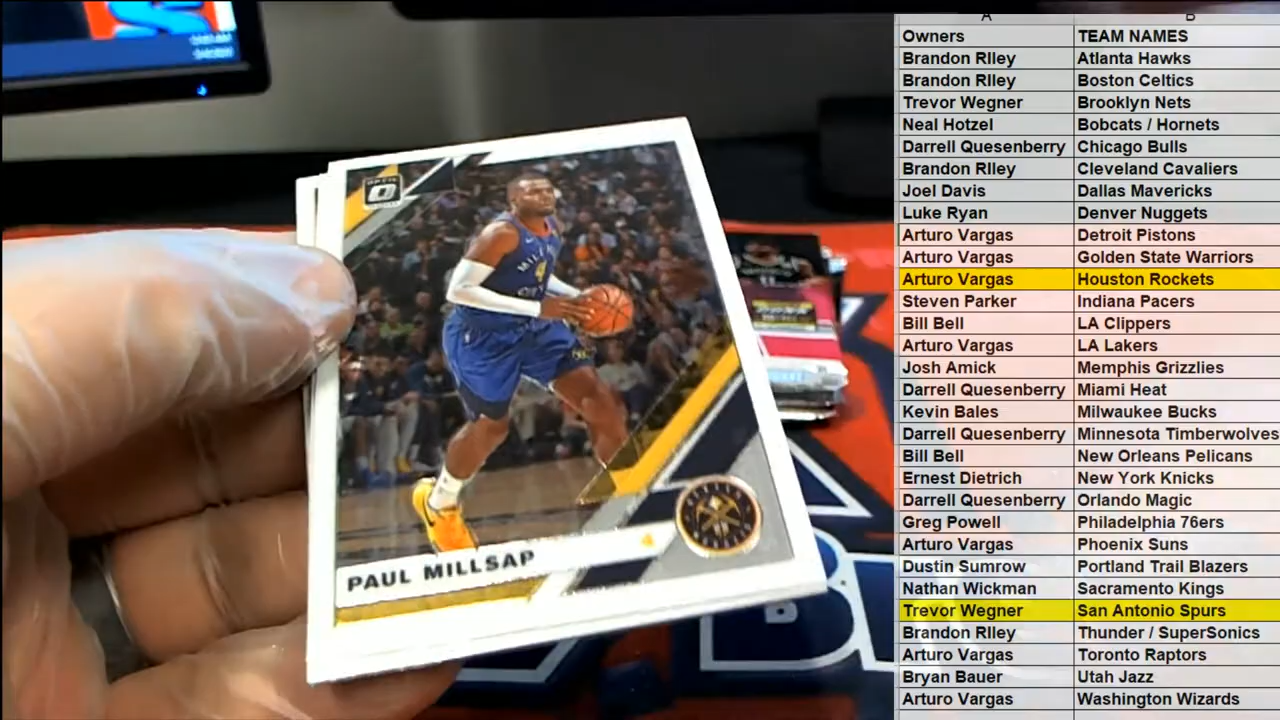 A B
Owners TEAM NAMES
Brandon RIley Atlanta Hawks
Brandon RIley Boston Celtics
Trevor Wegner Brooklyn Nets
Neal Hotzel Bobcats / Hornets
Darrell Quesenberry Chicago Bulls
Brandon RIley Cleveland Cavaliers
Joel Davis Dallas Mavericks
Luke Ryan Denver Nuggets
Arturo Vargas Detroit Pistons
Arturo Vargas Golden State Warriors
Arturo Vargas Houston Rockets
Steven Parker Indiana Pacers
Bill Bell LA Clippers
Arturo Vargas LA Lakers
Josh Amick Memphis Grizzlies
Darrell Quesenberry Miami Heat
Kevin Bales Milwaukee Bucks
Darrell Quesenberry Minnesota Timberwolves
Bill Bell New Orleans Pelicans
Ernest Dietrich New York Knicks
Darrell Quesenberry Orlando Magic
Greg Powell Philadelphia 76ers
Arturo Vargas Phoenix Suns
Dustin Sumrow Portland Trail Blazers
Nathan Wickman Sacramento Kings
Trevor Wegner San Antonio Spurs
Brandon RIley Thunder / SuperSonics
Arturo Vargas Toronto Raptors
Bryan Bauer Utah Jazz
Arturo Vargas Washington Wizards
PAUL MILLSAP 4